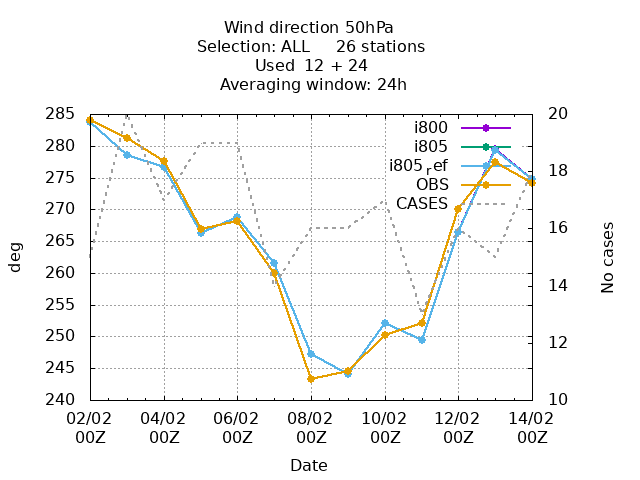 Wind direction 50hPa
Selection: ALL     26 stations
Used  12 + 24
Averaging window: 24h
285
280
275
270
265
260
255
250
245
240
deg
20
18
16
14
12
10
No cases
i800
i805
i805ref
OBS
CASES
02/02 04/02 06/02 08/02 10/02 12/02 14/02
00Z 00Z 00Z 00Z 00Z 00Z 00Z
Date